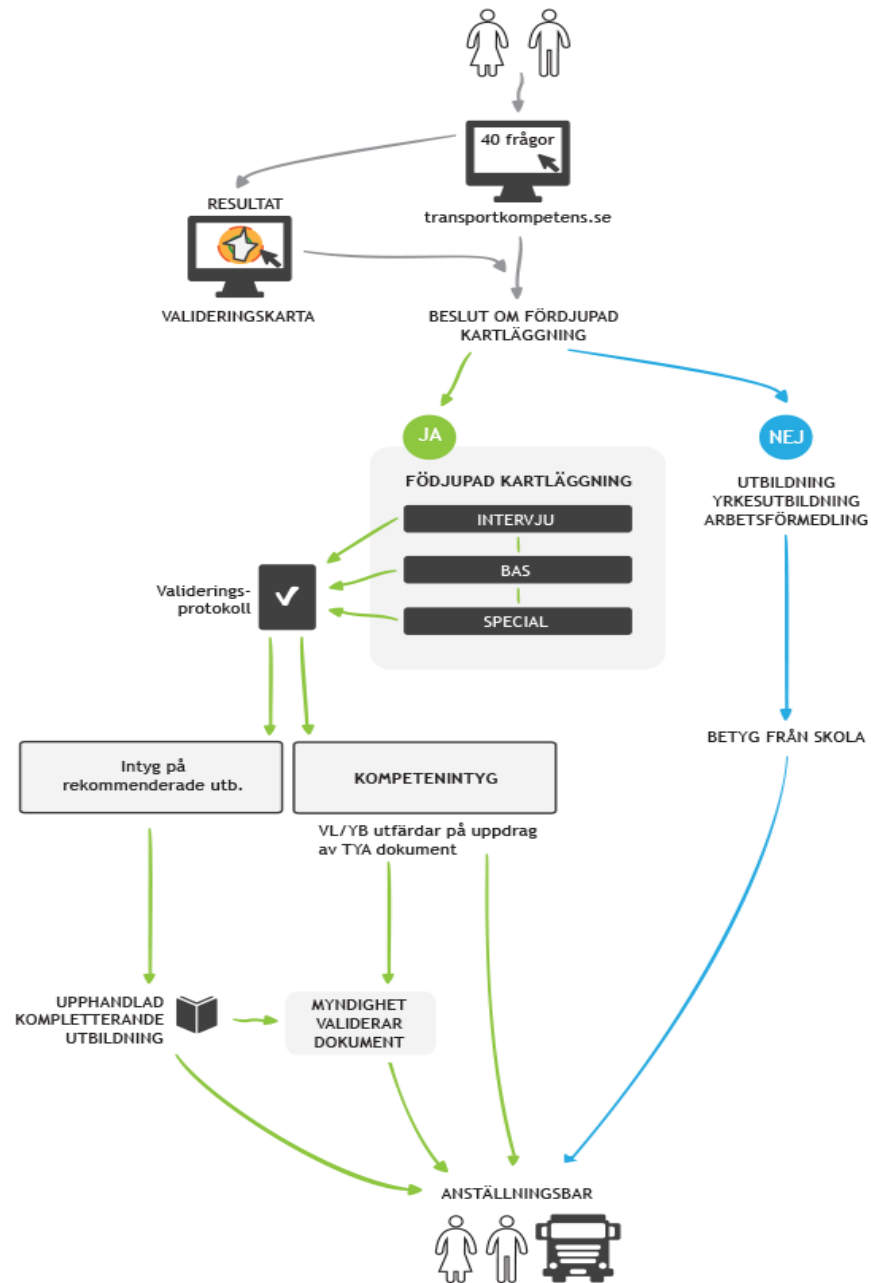 40 frågor
transportkompetens.se
RESULTAT
VALIDERINGSKARTA
BESLUT OM FÖRDJUPAD
KARTLÄGGNING
JA
NEJ
FÖDJUPAD KARTLÄGGNING
INTERVJU
BAS
SPECIAL
UTBILDNING
YRKESUTBILDNING
ARBETSFÖRMEDLING
Validerings-
protokoll
BETYG FRÅN SKOLA
Intyg på
rekommenderade utb.
KOMPETENINTYG
VL/YB utfärdar på uppdrag
av TYA dokument
UPPHANDLAD
KOMPLETTERANDE
UTBILDNING
MYNDIGHET
VALIDERAR
DOKUMENT
ANSTÄLLNINGSBAR